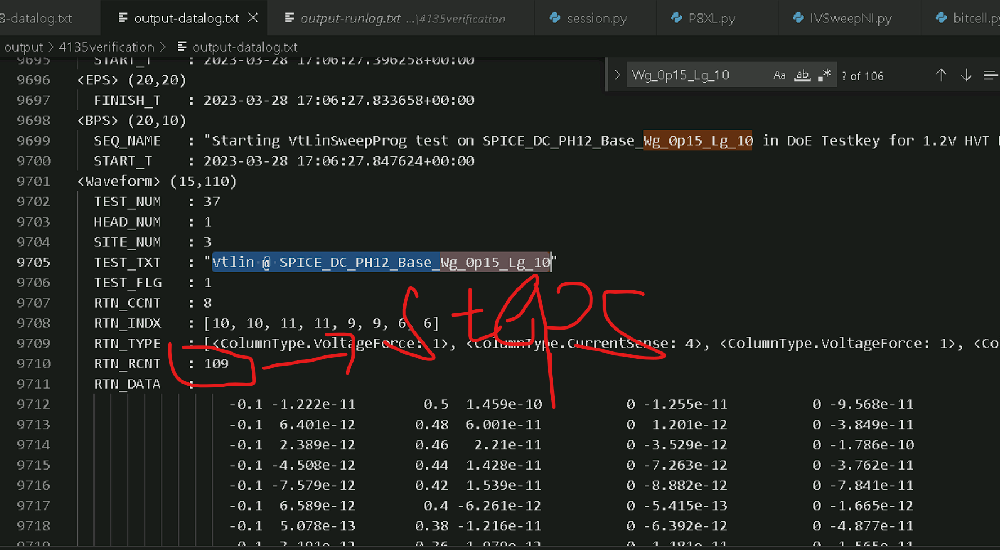 8-datalog.txt
output-datalog.txt
output-runlog.txt ...\4135verification
session.py
P8XL.py
IVSweepNI.py
bitcell.py
output > 4135verification > output-datalog.txt
Wg_0p15_Lg_10
Aa ab .* ? of 106
9695 START_T : 2023-03-28 17:06:27.396258+00:00
9696 <EPS> (20,20)
9697 FINISH_T : 2023-03-28 17:06:27.833658+00:00
9698 <BPS> (20,10)
9699 SEQ_NAME : "Starting VtLinSweepProg test on SPICE_DC_PH12_Base_Wg_0p15_Lg_10 in DoE Testkey for 1.2V HVT
9700 START_T : 2023-03-28 17:06:27.847624+00:00
9701 <Waveform> (15,110)
9702 TEST_NUM : 37
9703 HEAD_NUM : 1
9704 SITE_NUM : 3
9705 TEST_TXT : "Vtlin @ SPICE_DC_PH12_Base_Wg_0p15_Lg_10"
9706 TEST_FLG : 1
9707 RTN_CCNT : 8
steps
9708 RTN_INDX : [10, 10, 11, 11, 9, 9, 6, 6]
9709 RTN_TYPE : [<ColumnType.VoltageForce: 1>, <ColumnType.CurrentSense: 4>, <ColumnType.VoltageForce: 1>, <Co
9710 RTN_RCNT : 109
9711 RTN_DATA :
9712 -0.1 -1.222e-11 0.5 1.459e-10 0 -1.255e-11 0 -9.568e-11
9713 -0.1 6.401e-12 0.48 6.001e-11 0 1.201e-12 0 -3.849e-11
9714 -0.1 2.389e-12 0.46 2.21e-11 0 -3.529e-12 0 -1.786e-10
9715 -0.1 -4.508e-12 0.44 1.428e-11 0 -7.263e-12 0 -3.762e-11
9716 -0.1 -7.579e-12 0.42 1.539e-11 0 -8.882e-12 0 -7.841e-11
9717 -0.1 6.589e-12 0.4 -6.261e-12 0 -5.415e-13 0 -1.665e-12
9718 -0.1 5.078e-13 0.38 -1.216e-11 0 -6.392e-12 0 -4.877e-11